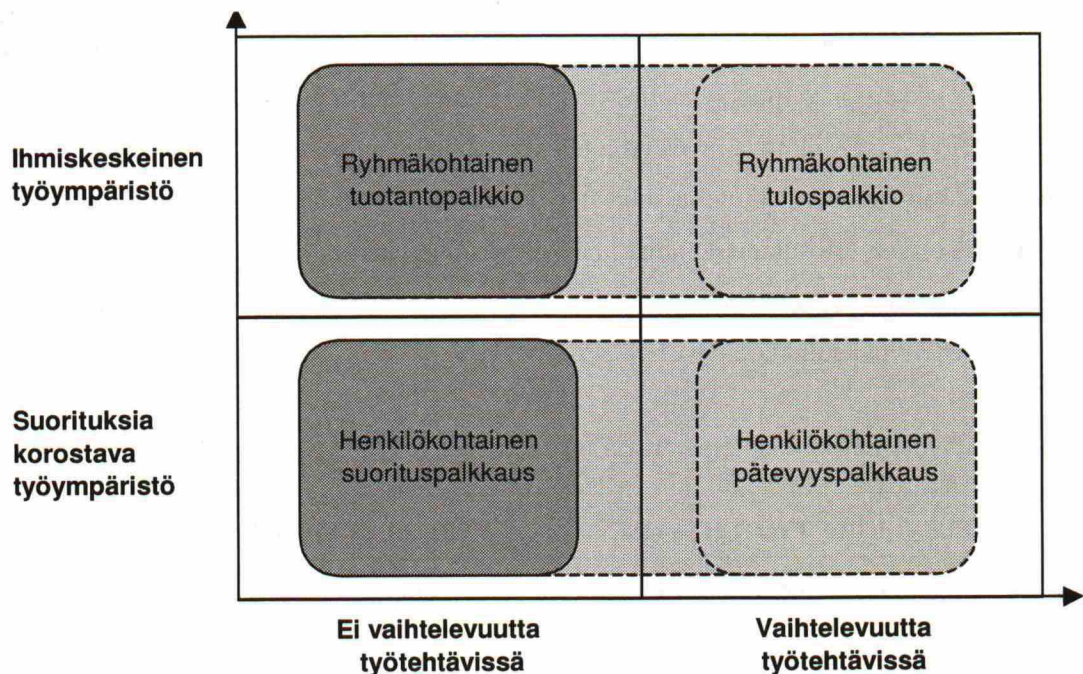 Ihmiskeskeinen
työympäristö
Ryhmäkohtainen
tuotantopalkkio
Ryhmäkohtainen
tulospalkkio
Suorituksia
korostava
työympäristö
Henkilökohtainen
suorituspalkkaus
Henkilökohtainen
pätevyyspalkkaus
Ei vaihtelevuutta
työtehtävissä
Vaihtelevuutta
työtehtävissä